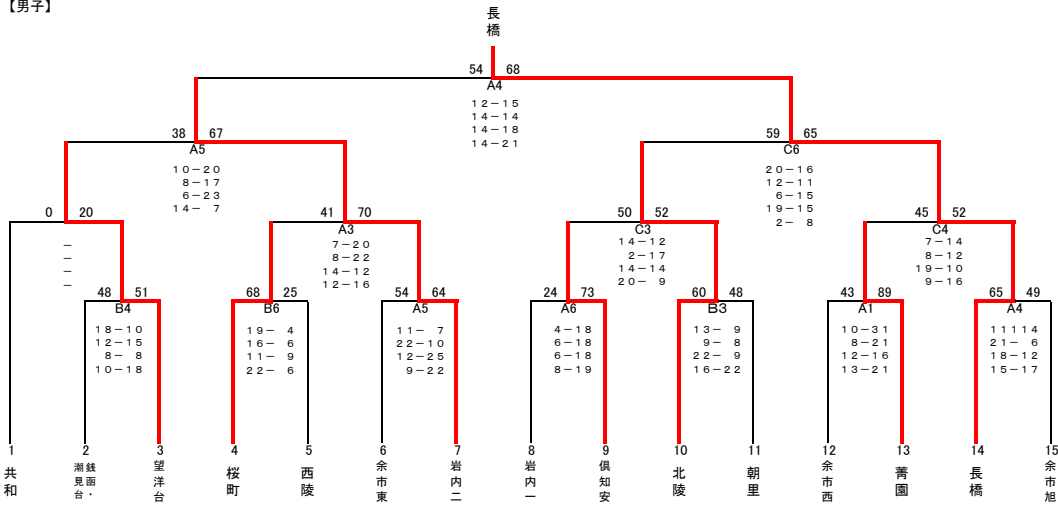 【男子】
長橋
54 68
A4
12－15
14－14
14－18
14－21
38 67
A5
10－20
8－17
6－23
14－ 7
59 65
C6
20－16
12－11
6－15
19－15
2－ 8
0 20
－
－
－
－
41 70
A3
7－20
8－22
14－12
12－16
50 52
C3
14－12
2－17
14－14
20－ 9
45 52
C4
7－14
8－12
19－10
9－16
48 51
B4
18－10
12－15
8－ 8
10－18
68 25
B6
19－ 4
16－ 6
11－ 9
22－ 6
54 64
A5
11－ 7
22－10
12－25
9－22
24 73
A6
4－18
6－18
6－18
8－19
60 48
B3
13－ 9
9－ 8
22－ 9
16－22
43 89
A1
10－31
8－21
12－16
13－21
65 49
A4
11114
21－ 6
18－12
15－17
1 2 3 4 5 6 7 8 9 10 11 12 13 14 15
共和
銭函・
潮見台
望洋台
桜町
西陵
余市東
岩内二
岩内一
倶知安
北陵
朝里
余市西
菁園
長橋
余市旭